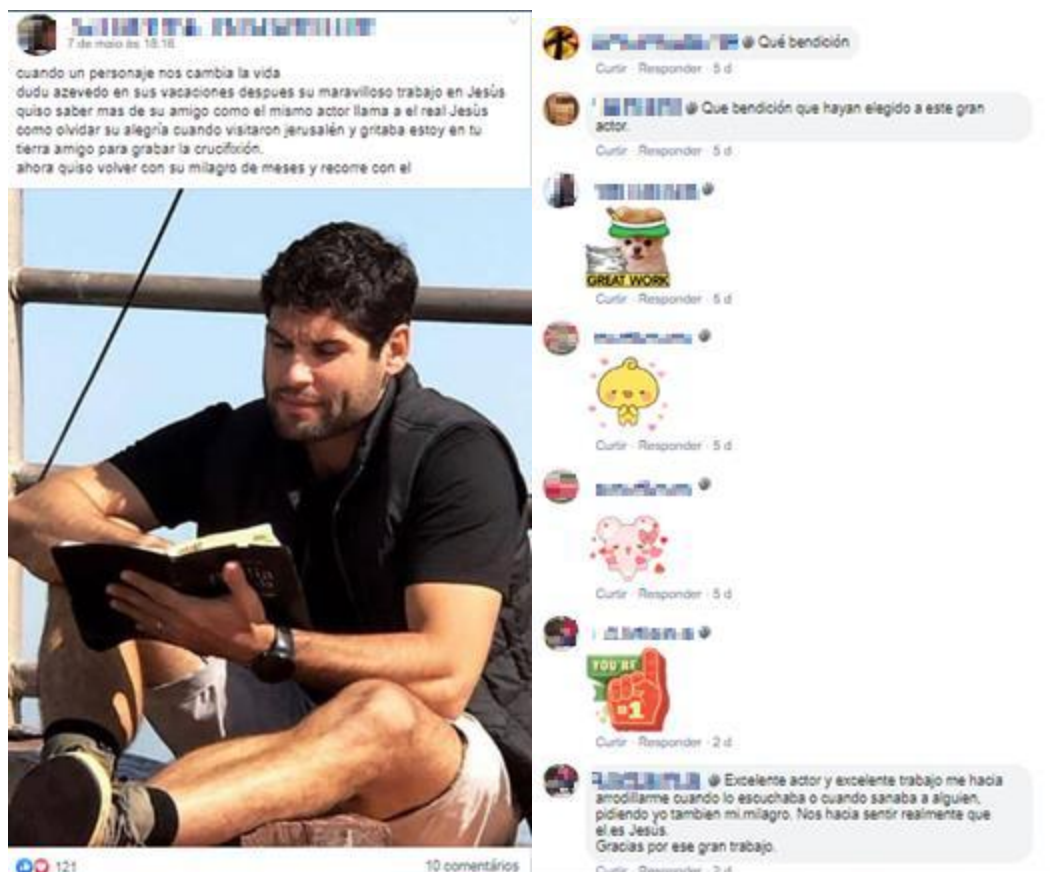 7 de maio às 18:18
cuando un personaje nos cambia la vida
dudu azevedo en sus vacaciones despues su maravilloso trabajo en Jesùs
quiso saber mas de su amigo como el mismo actor llama a el real Jesùs
como olvidar su alegría cuando visitaron jerusalén y gritaba estoy en tu
tierra amigo para grabar la crucifixión.
ahora quiso volver con su milagro de meses y recorre con el
121
10 comentários
Qué bendición
Curtir · Responder · 5 d
Que bendición que hayan elegido a este gran
actor.
Curtir · Responder · 5 d
GREAT WORK
Curtir · Responder · 5 d
Curtir · Responder · 5 d
Curtir · Responder · 5 d
YOU'RE
#1
Curtir · Responder · 2 d
Excelente actor y excelente trabajo me hacia
arrodillarme cuando lo escuchaba o cuando sanaba a alguien,
pidiendo yo tambien mi.milagro. Nos hacia sentir realmente que
el.es Jesús.
Gracias por ese gran trabajo.
Curtir · Responder · 2 d